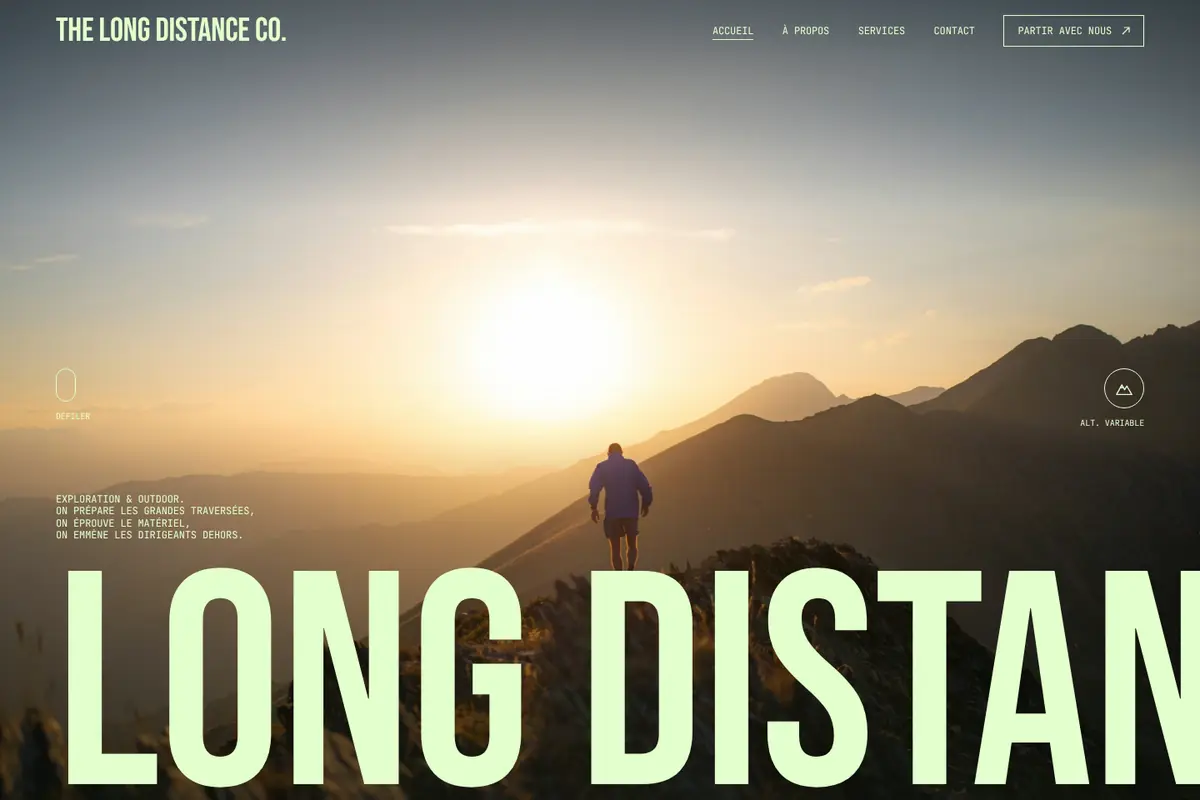 THE LONG DISTANCE CO.
ACCUEIL
À PROPOS
SERVICES
CONTACT
PARTIR AVEC NOUS
DÉFILER
ALT. VARIABLE
EXPLORATION & OUTDOOR.
ON PRÉPARE LES GRANDES TRAVERSÉES,
ON ÉPROUVE LE MATÉRIEL,
ON EMMÈNE LES DIRIGEANTS DEHORS.
LONG DISTAN